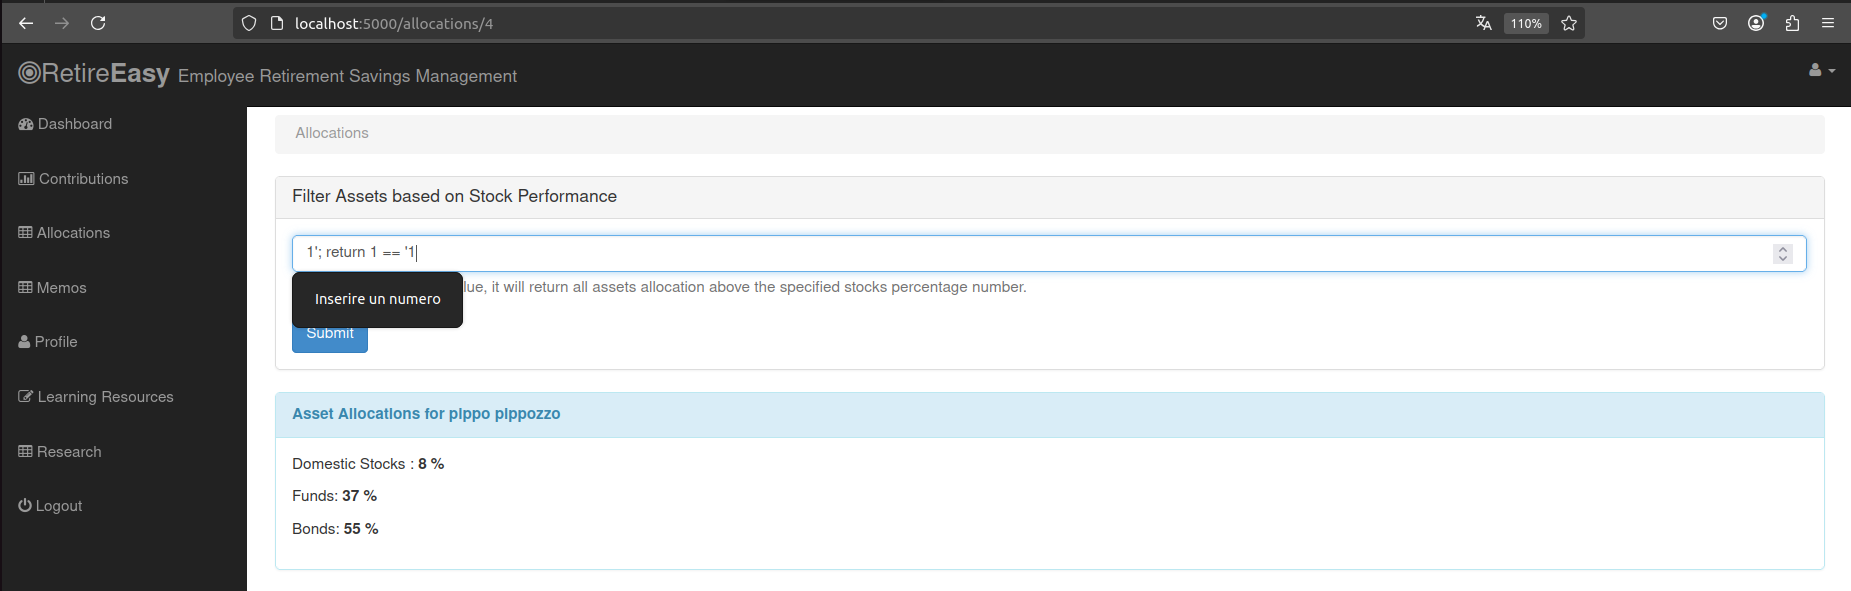 localhost:5000/allocations/4
110%
RetireEasy Employee Retirement Savings Management
Dashboard
Contributions
Allocations
Memos
Profile
Learning Resources
Research
Logout
Allocations
Filter Assets based on Stock Performance
1'; return 1 == '1
lue, it will return all assets allocation above the specified stocks percentage number.
Inserire un numero
Submit
Asset Allocations for pippo pippozzo
Domestic Stocks : 8 %
Funds: 37 %
Bonds: 55 %